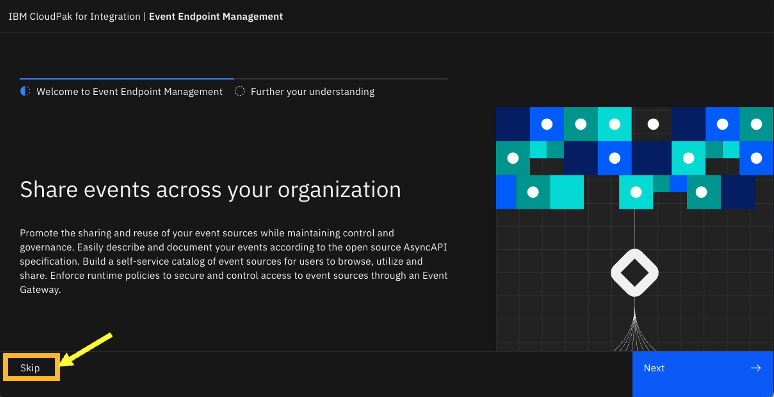 IBM CloudPak for Integration | Event Endpoint Management
Welcome to Event Endpoint Management
Further your understanding
Share events across your organization
Promote the sharing and reuse of your event sources while maintaining control and
governance. Easily describe and document your events according to the open source AsyncAPI
specification. Build a self-service catalog of event sources for users to browse, utilize and
share. Enforce runtime policies to secure and control access to event sources through an Event
Gateway.
Skip
Next